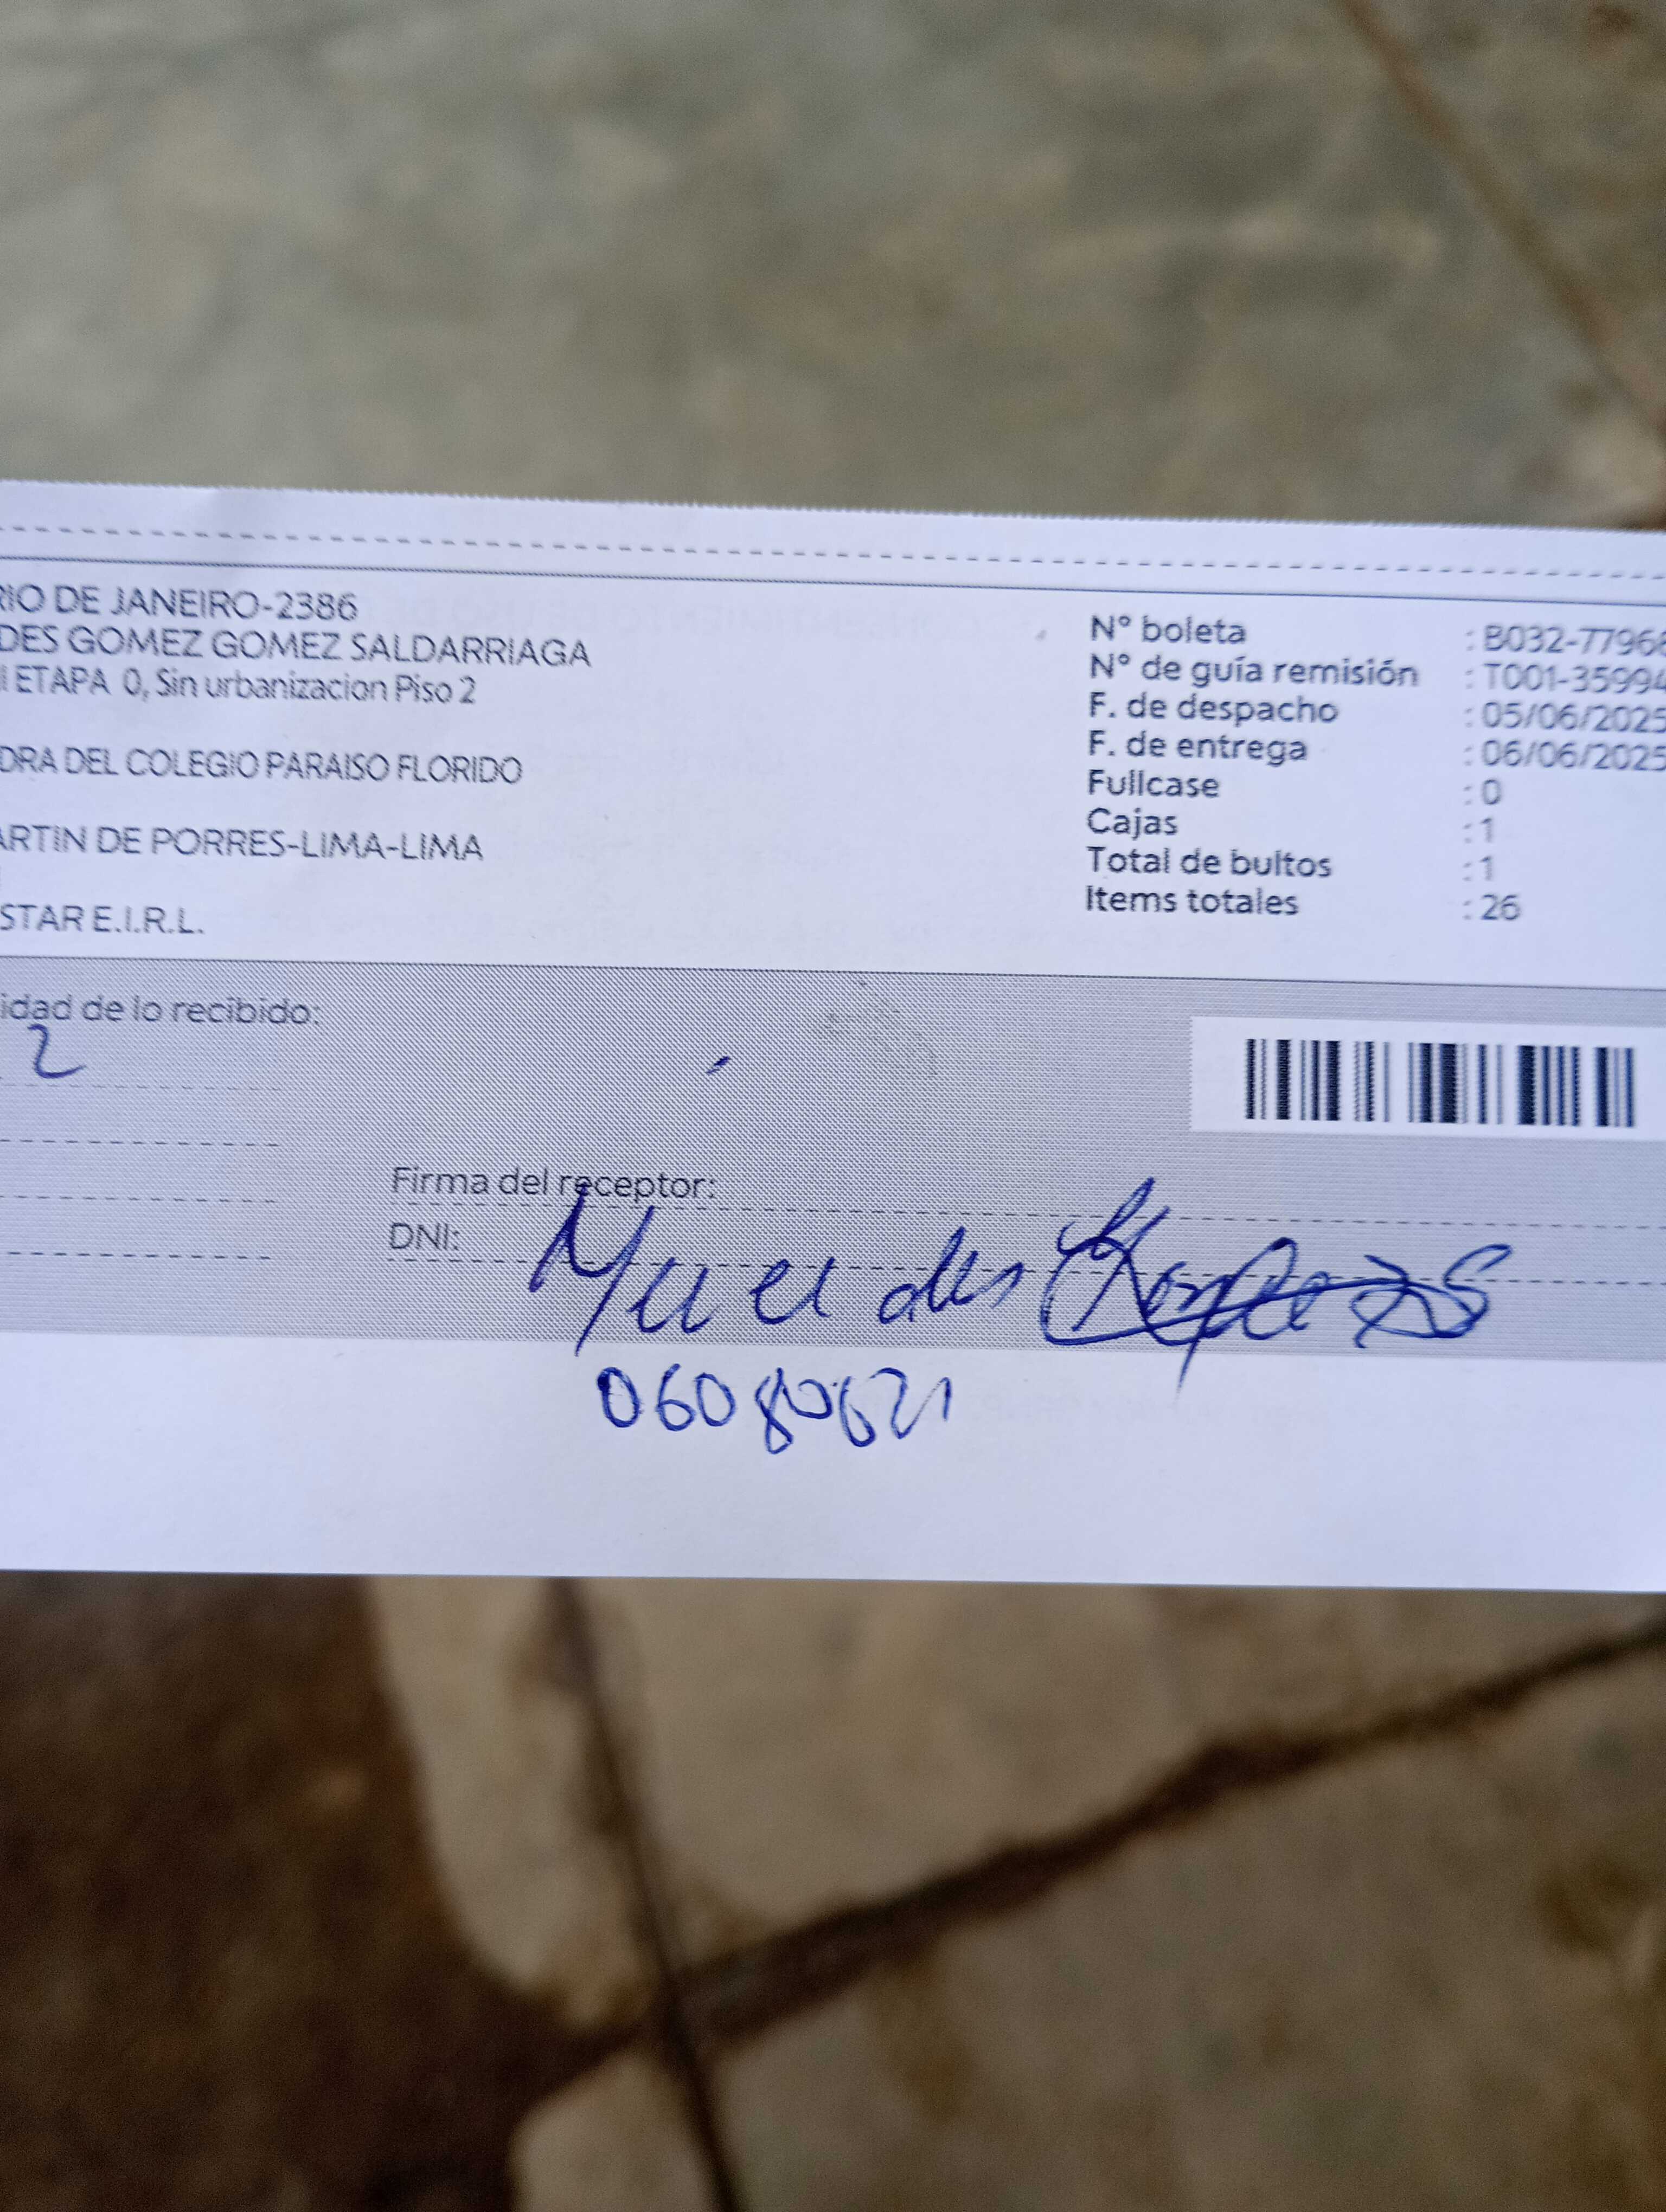 RIO DE JANEIRO-2386
DES GOMEZ GOMEZ SALDARRIAGA
I ETAPA 0, Sin urbanizacion Piso 2
DRA DEL COLEGIO PARAISO FLORIDO
ARTIN DE PORRES-LIMA-LIMA
STAR E.I.R.L.
N° boleta : B032-77968
N° de guía remisión : T001-35994
F. de despacho : 05/06/2025
F. de entrega : 06/06/2025
Fullcase : 0
Cajas : 1
Total de bultos : 1
Items totales : 26
idad de lo recibido:
2
Firma del receptor:
DNI:
06080621